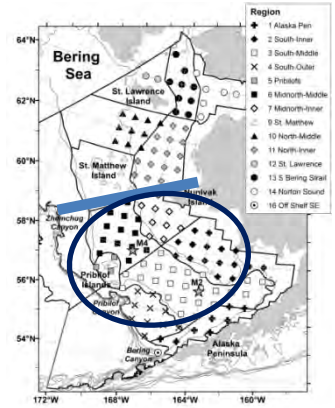 Region
1 Alaska Pen
2 South-Inner
3 South-Middle
4 South-Outer
5 Pribilofs
6 Midnorth-Middle
7 Midnorth-Inner
9 St. Matthew
10 North-Middle
11 North-Inner
12 St. Lawrence
13 S Bering Strait
14 Norton Sound
16 Off Shelf SE
64°N
62°N
60°N
58°N
56°N
54°N
Bering
Sea
St. Lawrence
Island
St. Matthew
Island
Nunivak
Island
Zhemchug
Canyon
M4
M2
Pribilof
Islands
Pribilof
Canyon
Bering
Canyon
Alaska
Peninsula
172°W
168°W
164°W
160°W